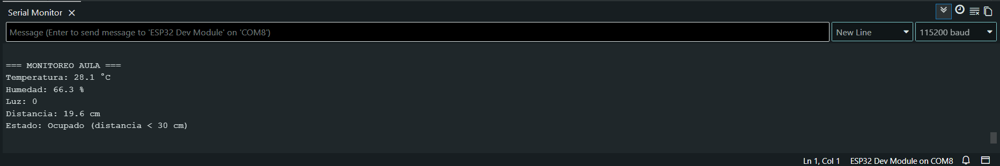 Serial Monitor
Message (Enter to send message to 'ESP32 Dev Module' on 'COM8')
New Line
115200 baud
=== MONITOREO AULA ===
Temperatura: 28.1 °C
Humedad: 66.3 %
Luz: 0
Distancia: 19.6 cm
Estado: Ocupado (distancia < 30 cm)
Ln 1, Col 1
ESP32 Dev Module on COM8